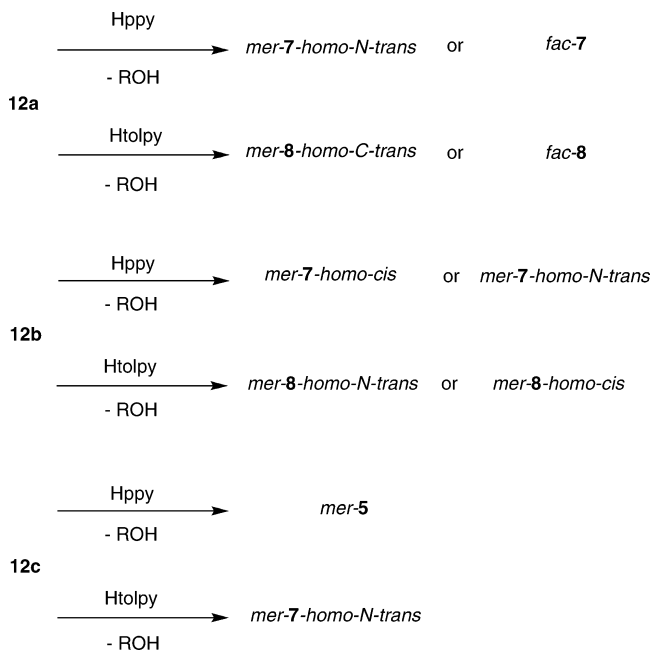 Hppy
mer-7-homo-N-trans or fac-7
- ROH
12a
Htolpy
mer-8-homo-C-trans or fac-8
- ROH
Hppy
mer-7-homo-cis or mer-7-homo-N-trans
- ROH
12b
Htolpy
mer-8-homo-N-trans or mer-8-homo-cis
- ROH
Hppy
mer-5
- ROH
12c
Htolpy
mer-7-homo-N-trans
- ROH